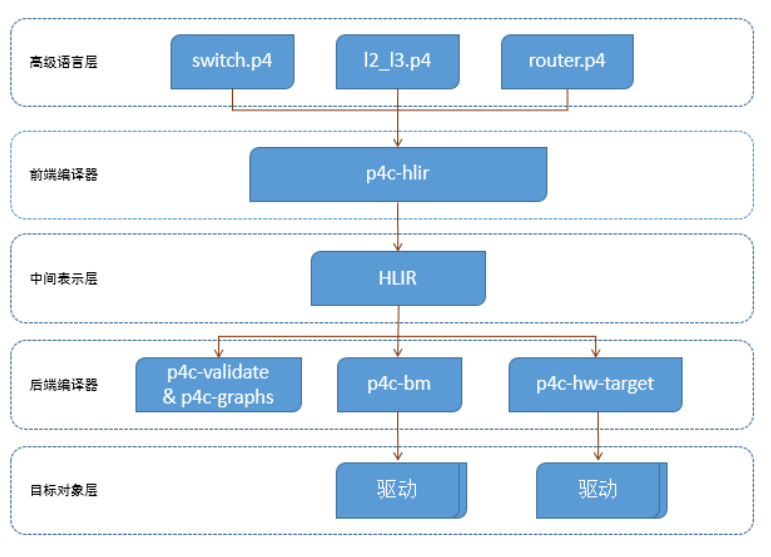 高级语言层
switch.p4
l2_l3.p4
router.p4
前端编译器
p4c-hlir
中间表示层
HLIR
后端编译器
p4c-validate
& p4c-graphs
p4c-bm
p4c-hw-target
目标对象层
驱动
驱动